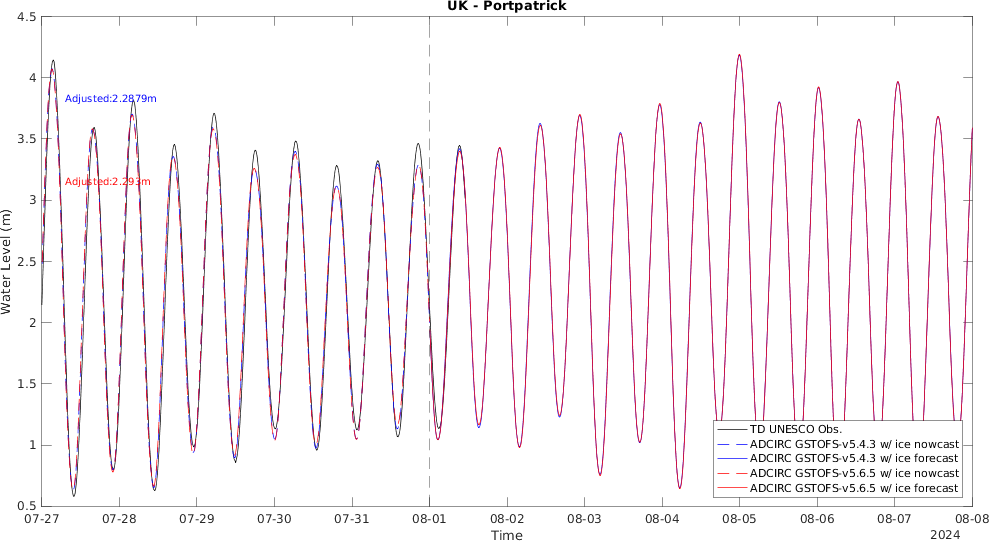 UK - Portpatrick
4.5
4
3.5
3
2.5
2
1.5
1
0.5
Water Level (m)
Adjusted:2.2879m
Adjusted:2.293m
TD UNESCO Obs.
ADCIRC GSTOFS-v5.4.3 w/ ice nowcast
ADCIRC GSTOFS-v5.4.3 w/ ice forecast
ADCIRC GSTOFS-v5.6.5 w/ ice nowcast
ADCIRC GSTOFS-v5.6.5 w/ ice forecast
07-27 07-28 07-29 07-30 07-31 08-01 08-02 08-03 08-04 08-05 08-06 08-07 08-08
Time
2024